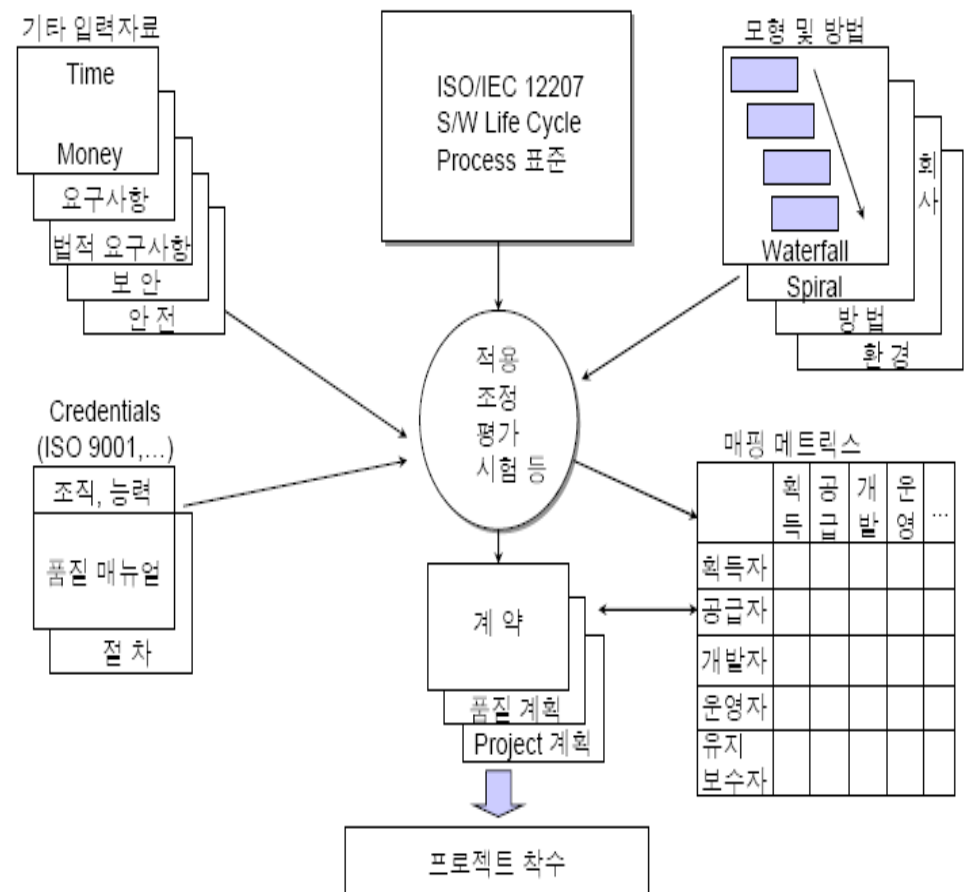 기타 입력자료
Time
Money
요구사항
법적 요구사항
보 안
안 전
ISO/IEC 12207
S/W Life Cycle
Process 표준
모형 및 방법
Waterfall
Spiral
회
사
방 법
환 경
적용
조정
평가
시험 등
Credentials
(ISO 9001,...)
조직, 능력
품질 매뉴얼
절 차
계 약
품질 계획
Project 계획
매핑 메트릭스
획 공 개 운 ...
득 급 발 영
획득자
공급자
개발자
운영자
유지
보수자
프로젝트 착수